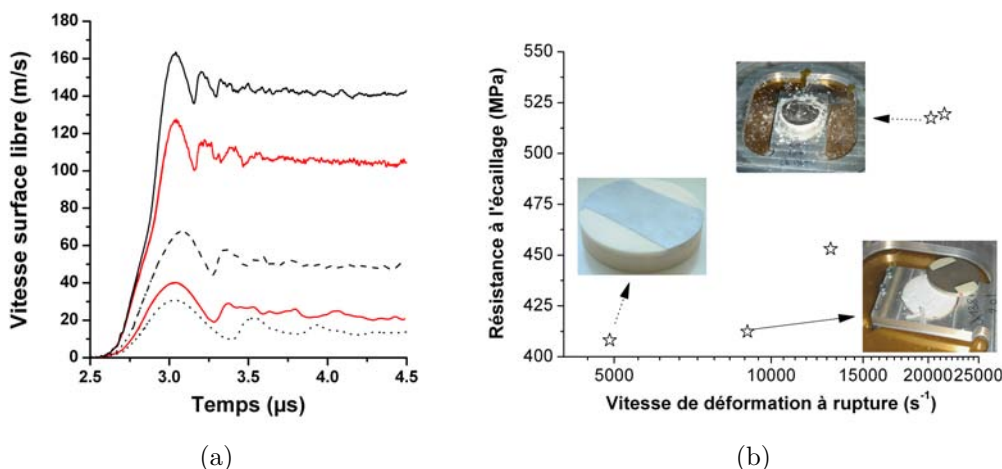 180
160
140
120
100
80
60
40
20
0
Vitesse surface libre (m/s)
2.5 3.0 3.5 4.0 4.5
Temps (µs)
(a)
550
525
500
475
450
425
400
Résistance à l'écaillage (MPa)
5000 10000 15000 20000 25000
Vitesse de déformation à rupture (s⁻¹)
(b)